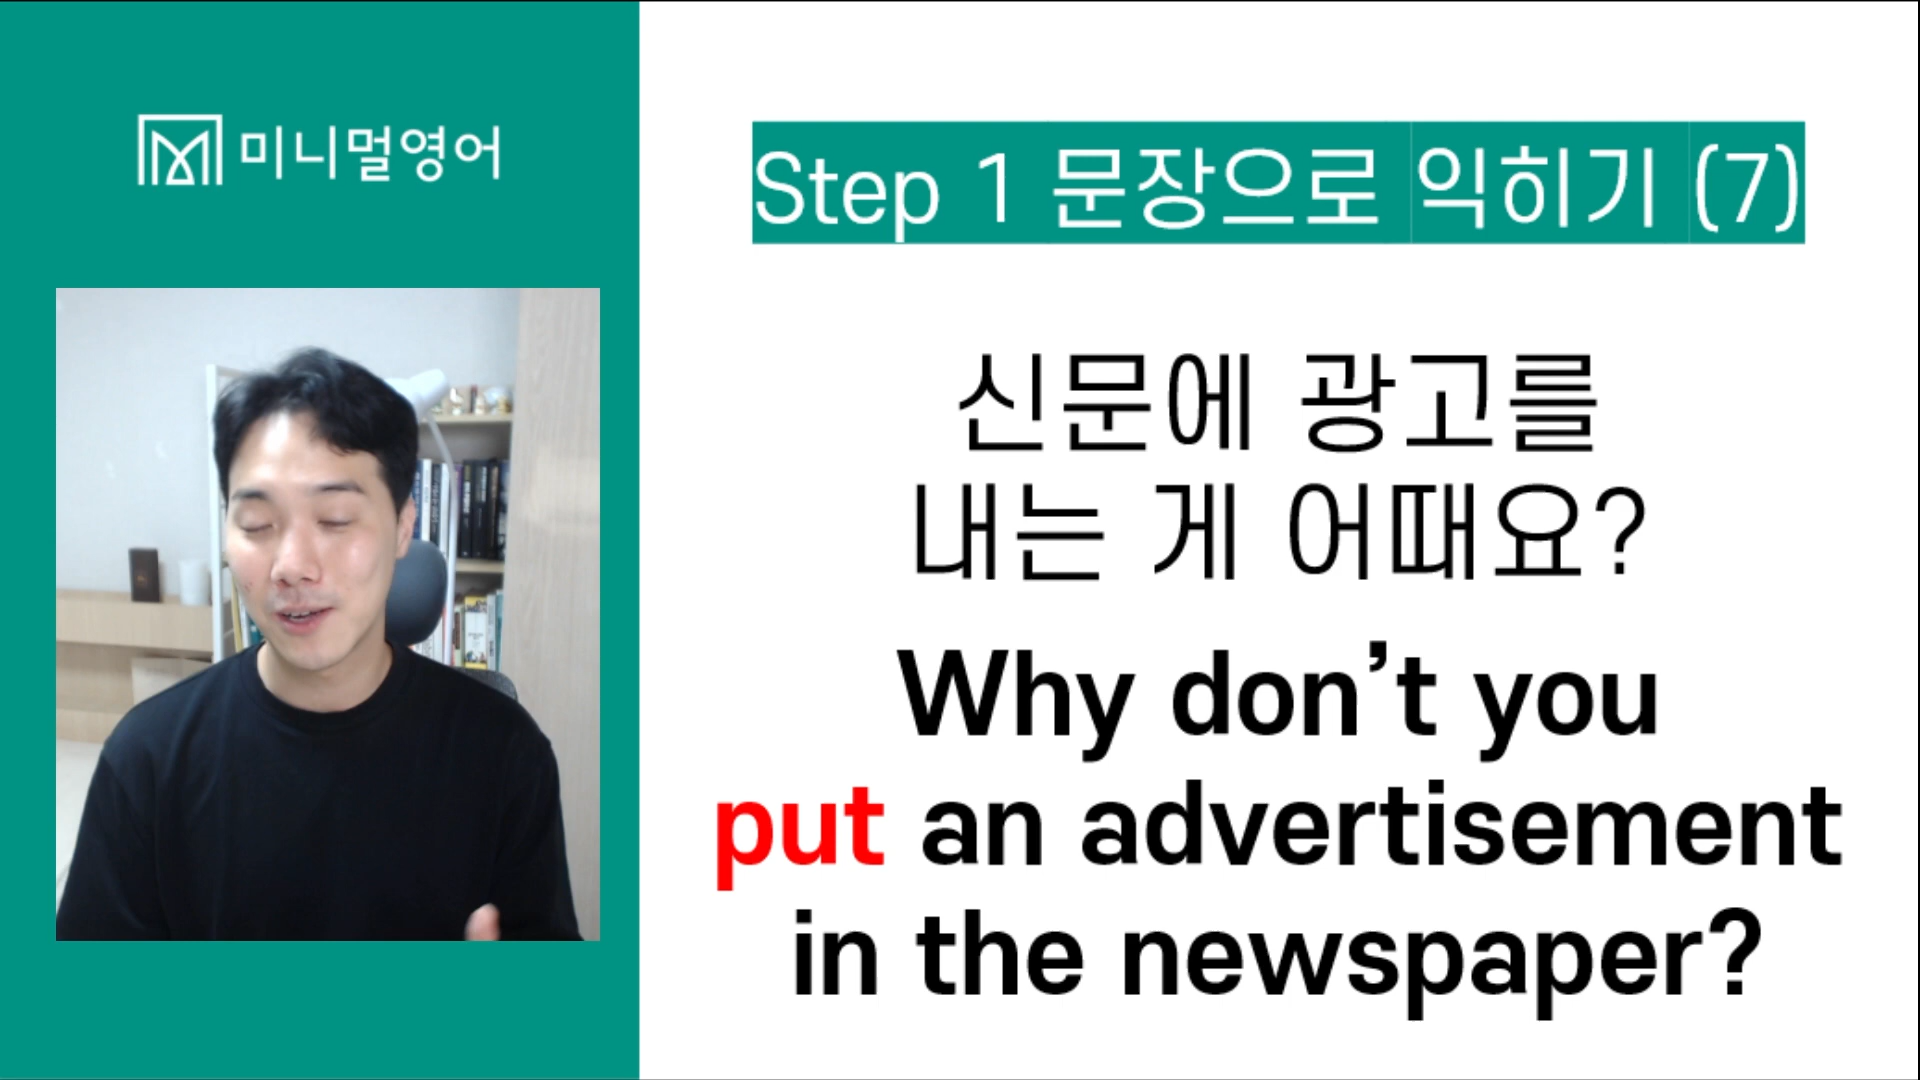 미니멀영어
Step 1 문장으로 익히기 (7)
신문에 광고를
내는 게 어때요?
Why don’t you
put an advertisement
in the newspaper?